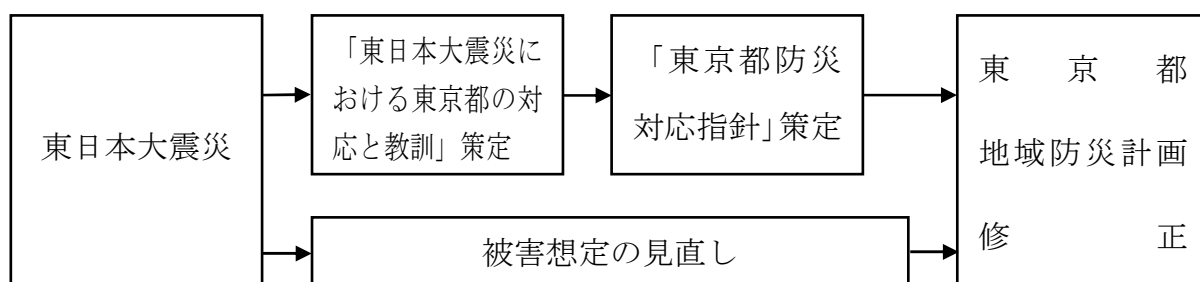 東日本大震災
「東日本大震災に
おける東京都の対
応と教訓」策定
「東京都防災
対応指針」策定
被害想定の見直し
東京都
地域防災計画
修正